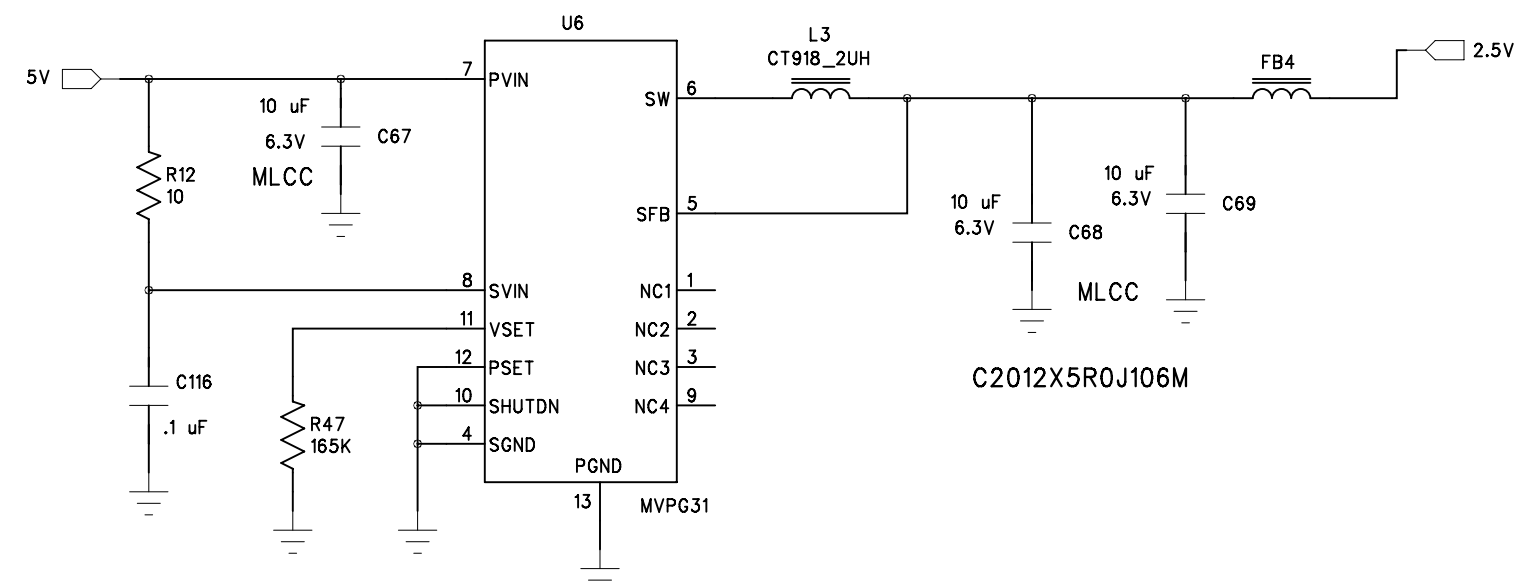 U6
L3
CT918_2UH
FB4
5V
2.5V
7
PVIN
SW
6
10 uF
6.3V
C67
MLCC
R12
10
SFB
5
10 uF
6.3V
C69
10 uF
6.3V
C68
MLCC
8
SVIN
NC1
1
11
VSET
NC2
2
12
PSET
NC3
3
10
SHUTDN
NC4
9
4
SGND
C116
.1 uF
R47
165K
C2012X5R0J106M
PGND
13
MVPG31